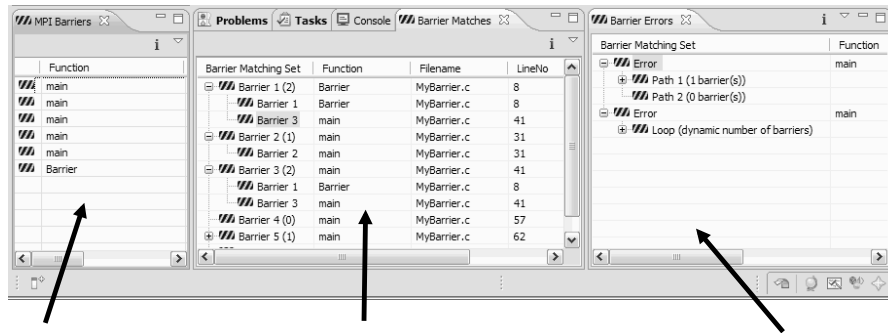 MPI Barriers
Problems Tasks Console Barrier Matches
Barrier Errors
Function
main
main
main
main
main
Barrier
Barrier Matching Set Function Filename LineNo
Barrier 1 (2) Barrier MyBarrier.c 8
Barrier 1 Barrier MyBarrier.c 8
Barrier 3 main MyBarrier.c 41
Barrier 2 (1) main MyBarrier.c 31
Barrier 2 main MyBarrier.c 31
Barrier 3 (2) main MyBarrier.c 41
Barrier 1 Barrier MyBarrier.c 8
Barrier 3 main MyBarrier.c 41
Barrier 4 (0) main MyBarrier.c 57
Barrier 5 (1) main MyBarrier.c 62
Barrier Matching Set Function
Error main
Path 1 (1 barrier(s))
Path 2 (0 barrier(s))
Error main
Loop (dynamic number of barriers)